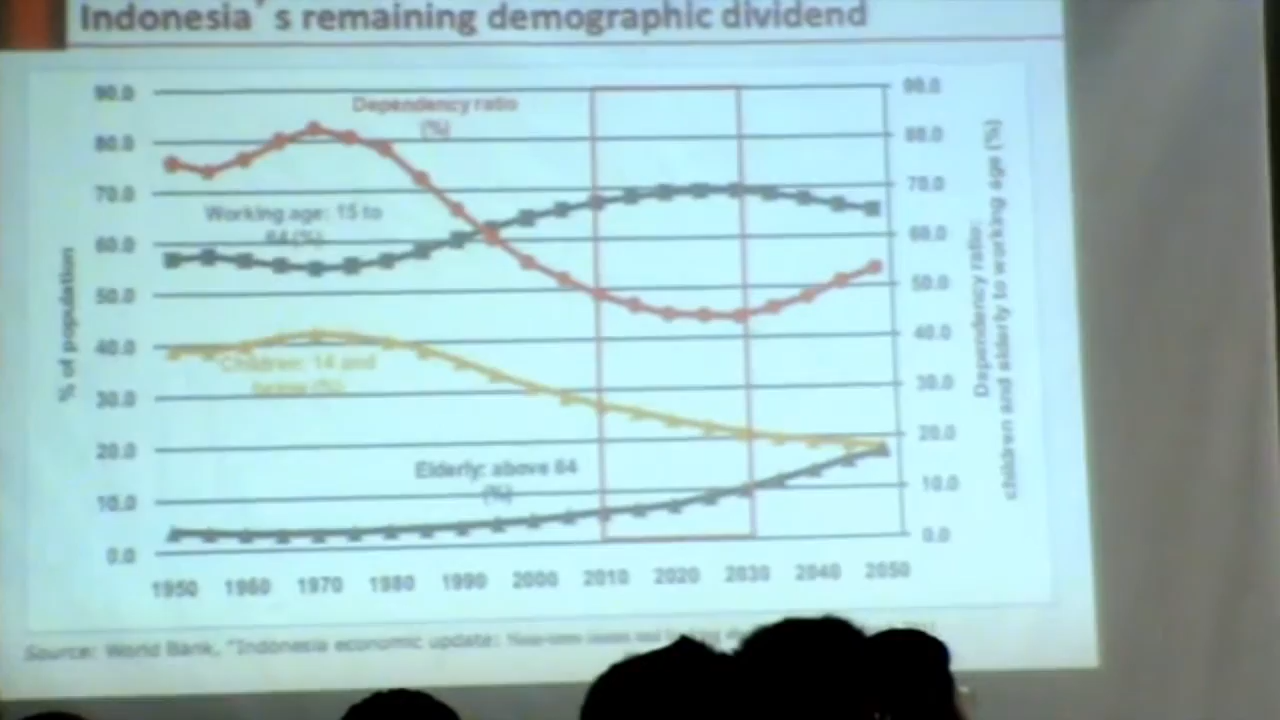 Indonesia's remaining demographic dividend
90.0
80.0
70.0
60.0
50.0
40.0
30.0
20.0
10.0
0.0
% of population
Dependency ratio
(%)
Working age: 15 to
64 (%)
Children: 14 and
(%)
Elderly: above 64
(%)
90.0
80.0
70.0
60.0
50.0
40.0
30.0
20.0
10.0
0.0
Dependency ratio:
children and elderly to working age (%)
1950 1960 1970 1980 1990 2000 2010 2020 2030 2040 2050
Source: World Bank, "Indonesia economic update: